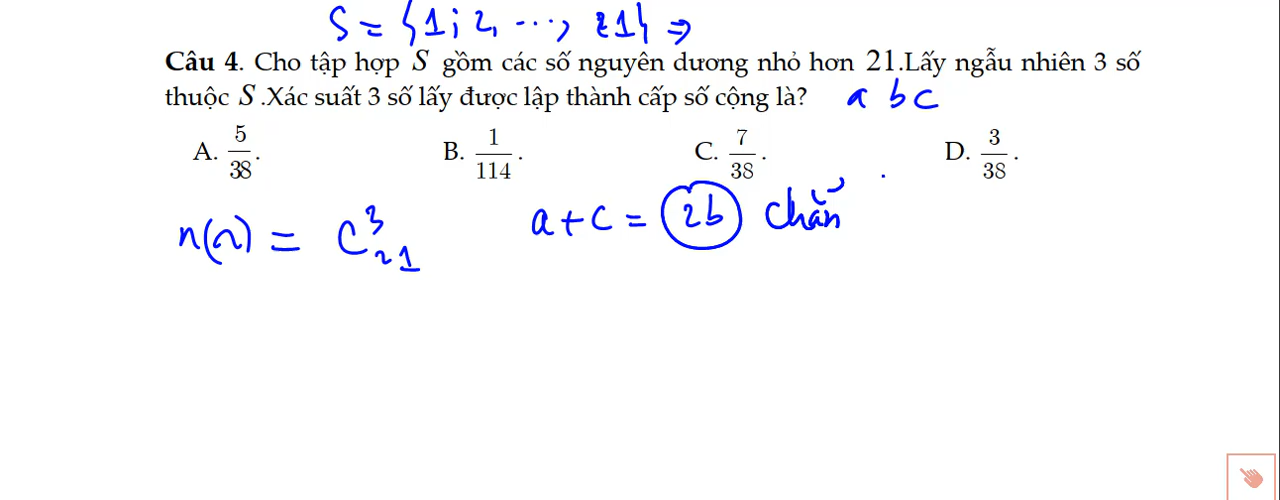 S = {1; 2, ..., 21} ⇒
Câu 4. Cho tập hợp S gồm các số nguyên dương nhỏ hơn 21.Lấy ngẫu nhiên 3 số
thuộc S .Xác suất 3 số lấy được lập thành cấp số cộng là? a b c
A. 5/38. B. 1/114. C. 7/38. D. 3/38.
n(Ω) = C³₂₁ a + c = 2b chẵn